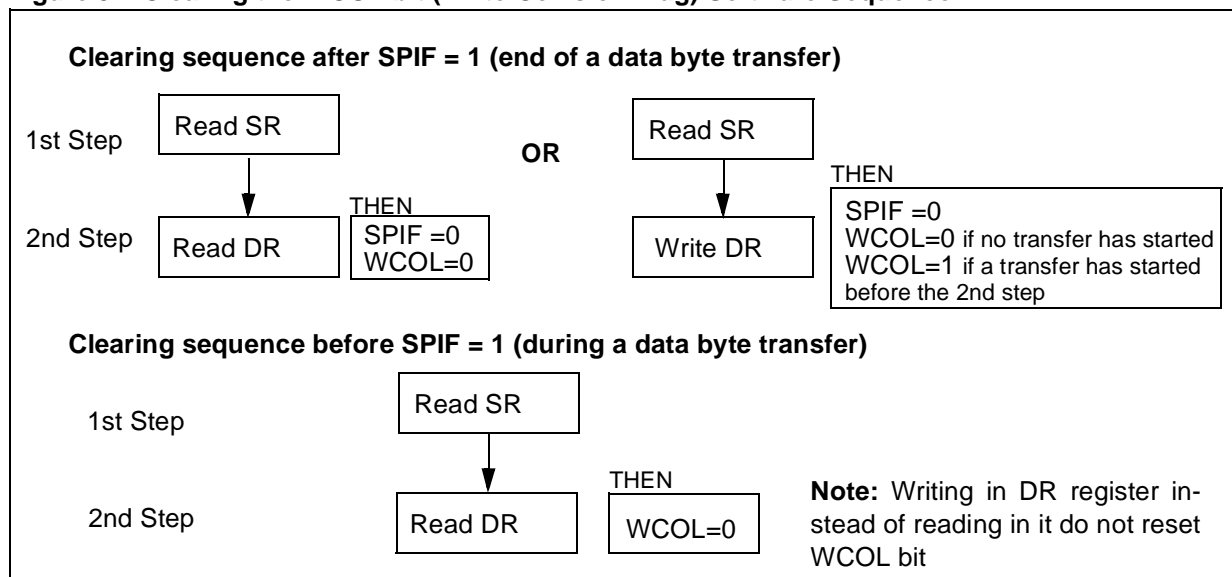 Clearing sequence after SPIF = 1 (end of a data byte transfer)
1st Step
Read SR
OR
Read SR
THEN
2nd Step
Read DR
THEN
SPIF =0
WCOL=0
Write DR
SPIF =0
WCOL=0 if no transfer has started
WCOL=1 if a transfer has started
before the 2nd step
Clearing sequence before SPIF = 1 (during a data byte transfer)
1st Step
Read SR
2nd Step
Read DR
THEN
WCOL=0
Note: Writing in DR register in-
stead of reading in it do not reset
WCOL bit